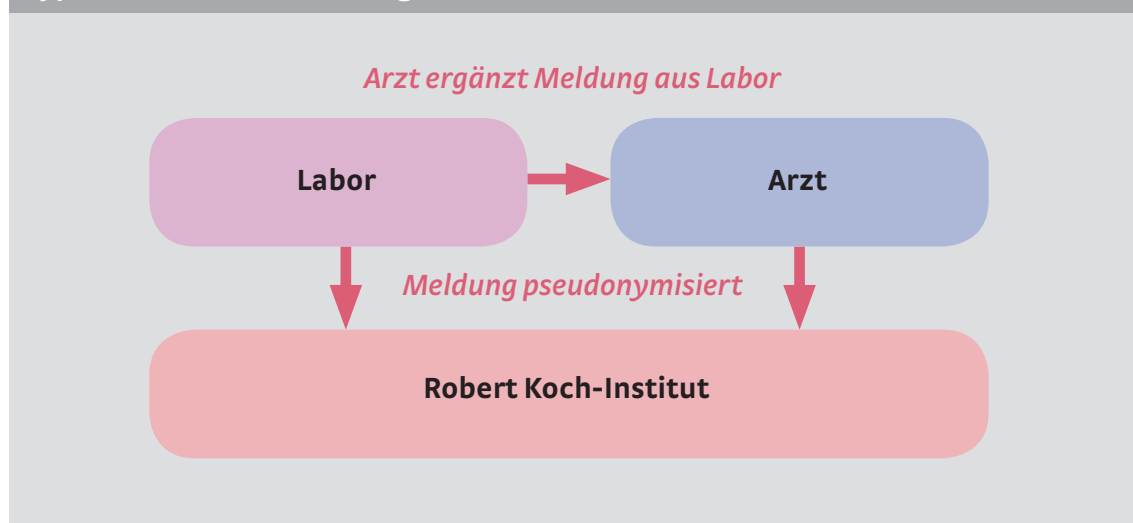 Arzt ergänzt Meldung aus Labor
Labor
Arzt
Meldung pseudonymisiert
Robert Koch-Institut